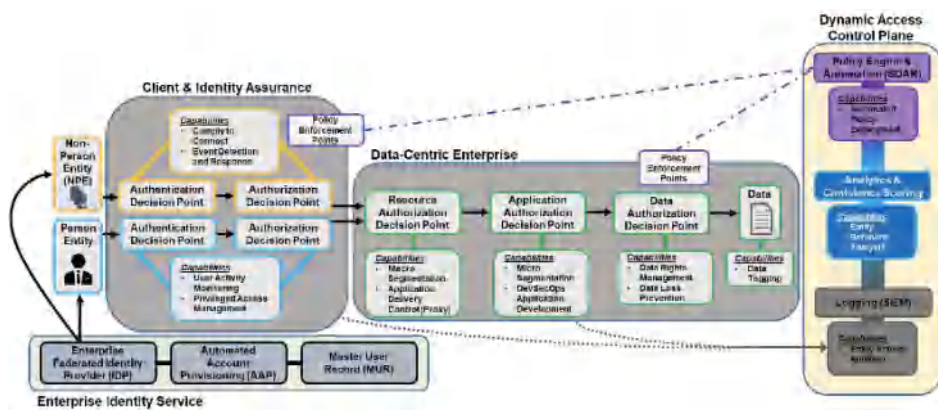 Dynamic Access
Control Plane
Policy Engine &
Automation (SOAR)
Capabilities
Analytics &
Confidence Scoring
Capabilities
Entity
Logging (SIEM)
Client & Identity Assurance
Capabilities
• Comply to
Connect
• Event Detection
and Response
Policy
Enforcement
Points
Non-
Person
Entity
(NPE)
Authentication
Decision Point
Authorization
Decision Point
Person
Entity
Authentication
Decision Point
Authorization
Decision Point
Capabilities
• User Activity
Monitoring
• Privileged Access
Management
Data-Centric Enterprise
Policy
Enforcement
Points
Resource
Authorization
Decision Point
Application
Authorization
Decision Point
Data
Authorization
Decision Point
Data
Capabilities
• Macro
Segmentation
• Application
Delivery
Control (Proxy)
Capabilities
• Micro
Segmentation
• DevSecOps
Application
Development
Capabilities
• Data Rights
Management
• Data Loss
Prevention
Capabilities
• Data
Tagging
Enterprise
Federated Identity
Provider (IDP)
Automated
Account
Provisioning (AAP)
Master User
Record (MUR)
Enterprise Identity Service